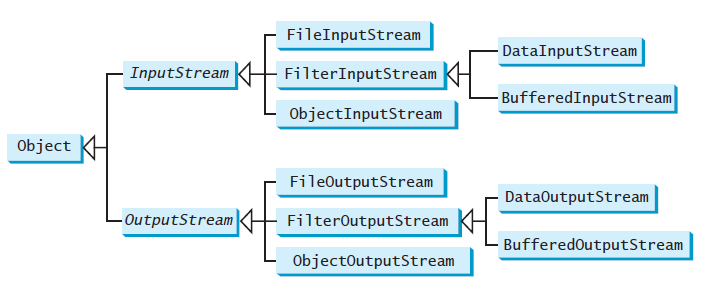 Object
InputStream
FileInputStream
FilterInputStream
ObjectInputStream
DataInputStream
BufferedInputStream
OutputStream
FileOutputStream
FilterOutputStream
ObjectOutputStream
DataOutputStream
BufferedOutputStream